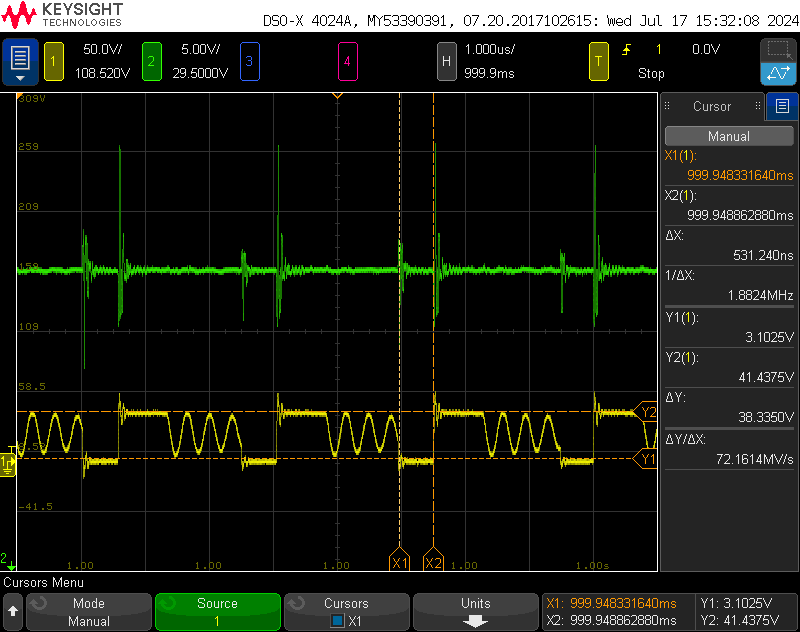 KEYSIGHT
TECHNOLOGIES
DSO-X 4024A, MY53390391, 07.20.2017102615: Wed Jul 17 15:32:08 2024
1 50.0V/ 2 5.00V/ 3 4 H 1.000us/ T 1 0.0V
108.520V 29.5000V 999.9ms Stop
309V
259
209
159
109
58.5
8.52
-41.5
Y2
Y1
1
2
1.00 1.00 1.00 X1 X2 1.00 1.00s
Cursor
Manual
X1(1):
999.948331640ms
X2(1):
999.948862880ms
ΔX:
531.240ns
1/ΔX:
1.8824MHz
Y1(1):
3.1025V
Y2(1):
41.4375V
ΔY:
38.3350V
ΔY/ΔX:
72.1614MV/s
Cursors Menu
Mode Source Cursors Units X1: 999.948331640ms Y1: 3.1025V
Manual 1 X1 X2: 999.948862880ms Y2: 41.4375V